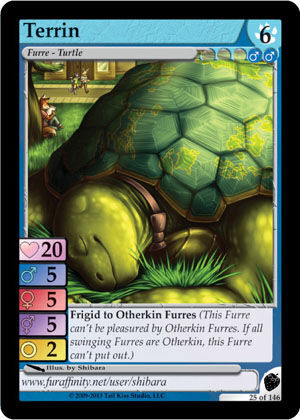 Terrin
6
Furre - Turtle
20
5
5
5
2
Frigid to Otherkin Furres (This Furre
can't be pleasured by Otherkin Furres. If all
swinging Furres are Otherkin, this Furre
can't put out.)
Illus. by Shibara
www.furaffinity.net/user/shibara
25 of 146
© 2009-2013 Tail Kiss Studio, LLC